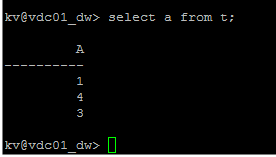 kv@vdc01_dw> select a from t;
A
----------
1
4
3
kv@vdc01_dw>